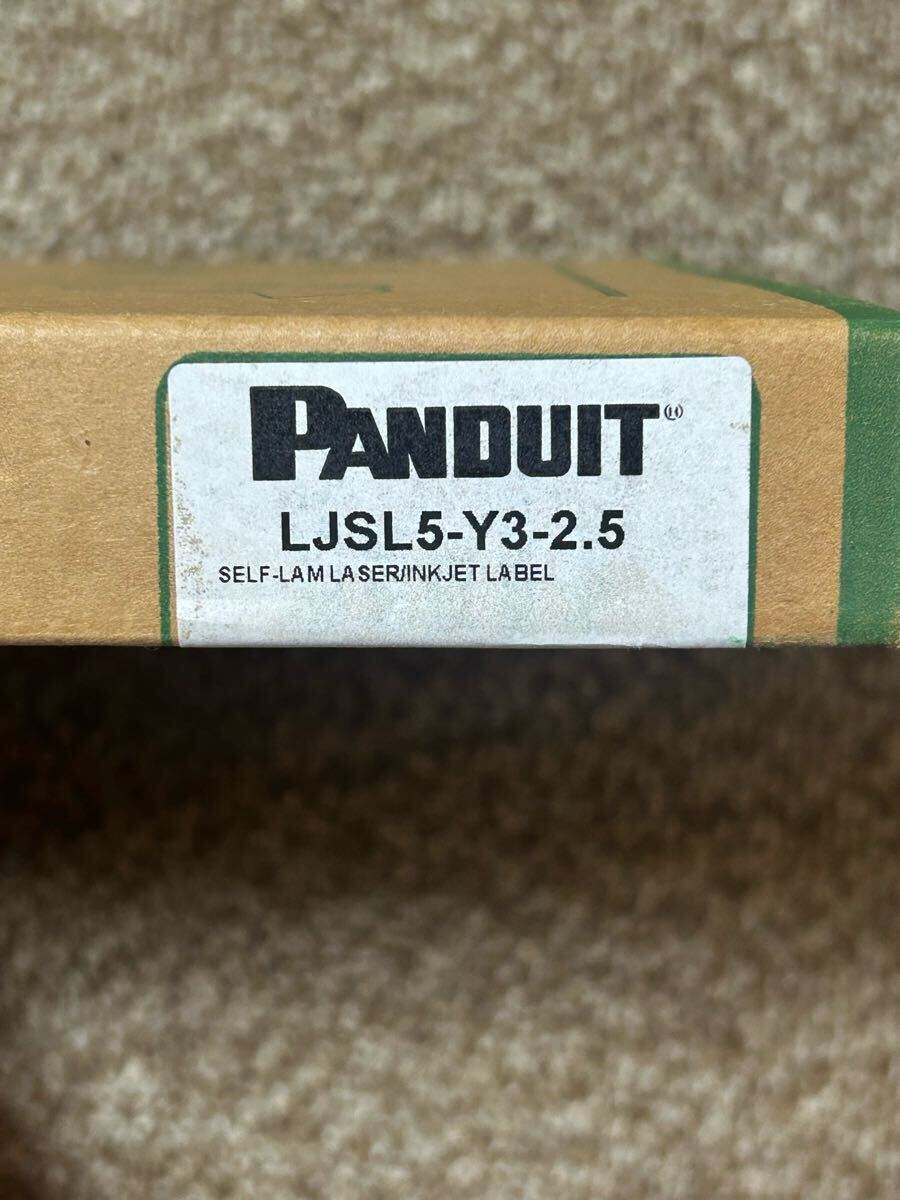 PANDUIT®
LJSL5-Y3-2.5
SELF-LAM LASER/INKJET LABEL